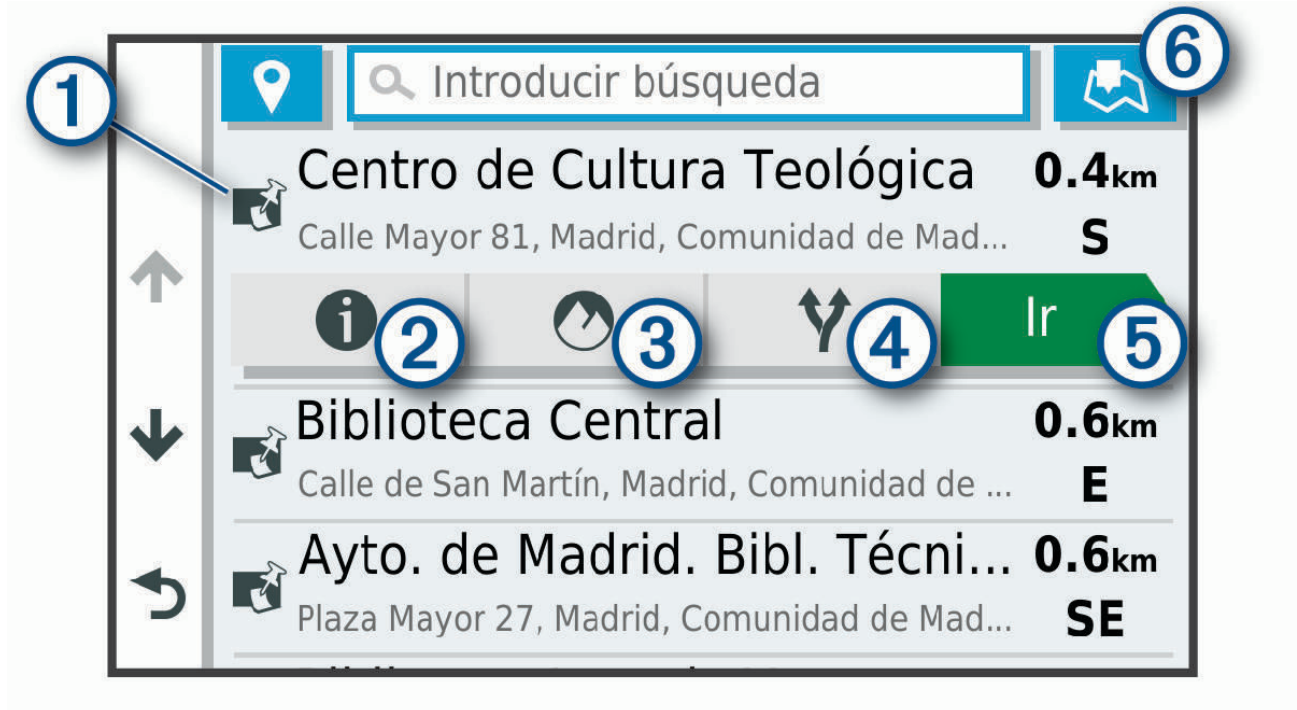 6
1
Introducir búsqueda
Centro de Cultura Teológica 0.4km
Calle Mayor 81, Madrid, Comunidad de Mad... S
2
3
4
Ir 5
Biblioteca Central 0.6km
Calle de San Martín, Madrid, Comunidad de ... E
Ayto. de Madrid. Bibl. Técni... 0.6km
Plaza Mayor 27, Madrid, Comunidad de Mad... SE